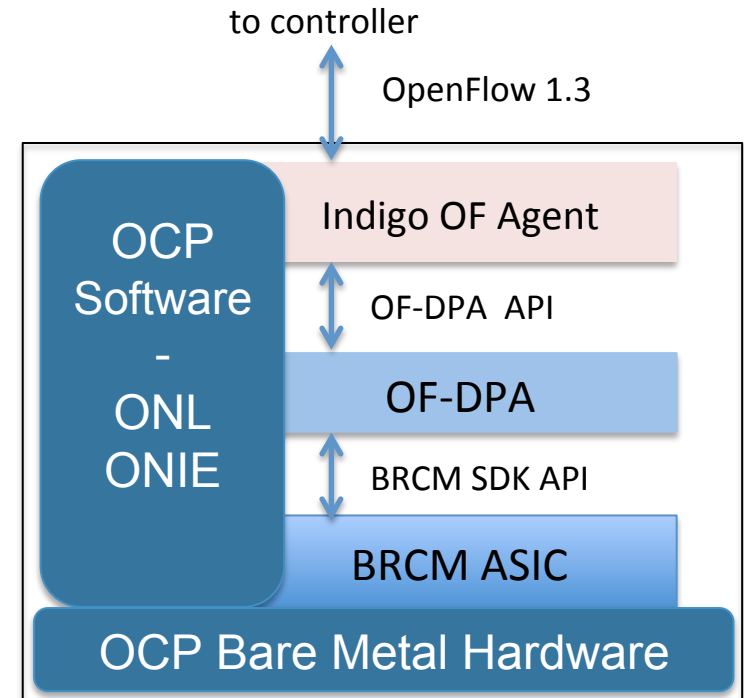 to controller
OpenFlow 1.3
Indigo OF Agent
OCP
Software
-
ONL
ONIE
OF-DPA API
OF-DPA
BRCM SDK API
BRCM ASIC
OCP Bare Metal Hardware